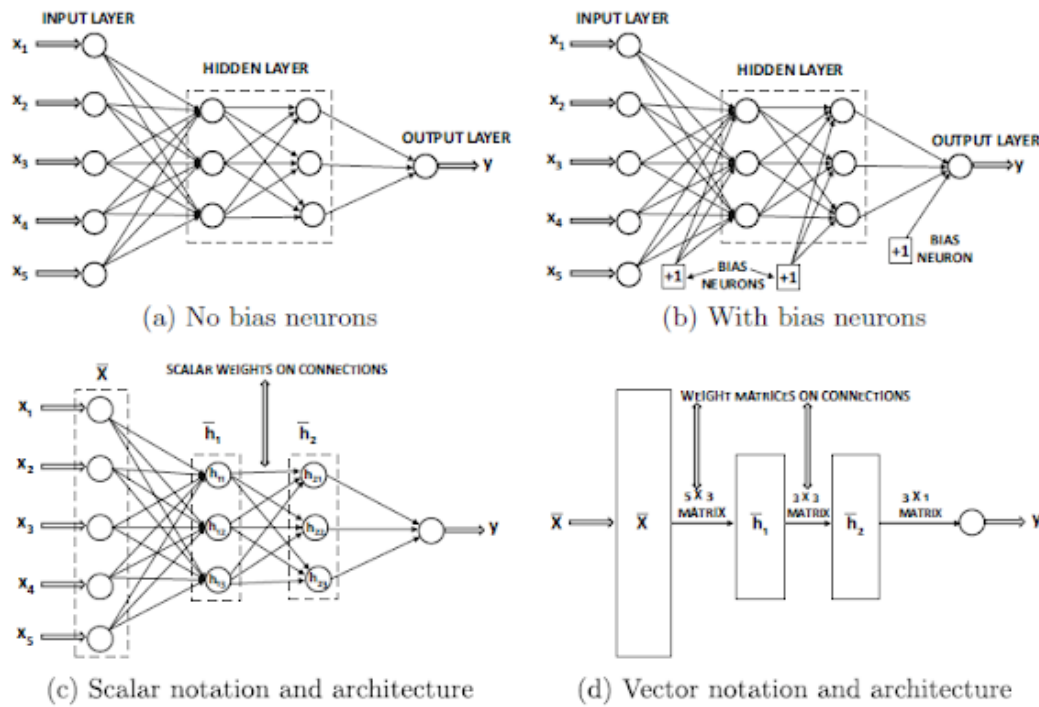 INPUT LAYER
X1
X2
X3
X4
X5
HIDDEN LAYER
OUTPUT LAYER
y
(a) No bias neurons
INPUT LAYER
X1
X2
X3
X4
X5
HIDDEN LAYER
OUTPUT LAYER
y
+1
+1
+1
BIAS
NEURONS
BIAS
NEURON
(b) With bias neurons
X̅
SCALAR WEIGHTS ON CONNECTIONS
X1
X2
X3
X4
X5
h̅1
h̅2
h11
h12
h13
h21
h22
h23
y
(c) Scalar notation and architecture
WEIGHT MATRICES ON CONNECTIONS
X̅
X̅
5 X 3
MATRIX
h̅1
3 X 3
MATRIX
h̅2
3 X 1
MATRIX
y
(d) Vector notation and architecture